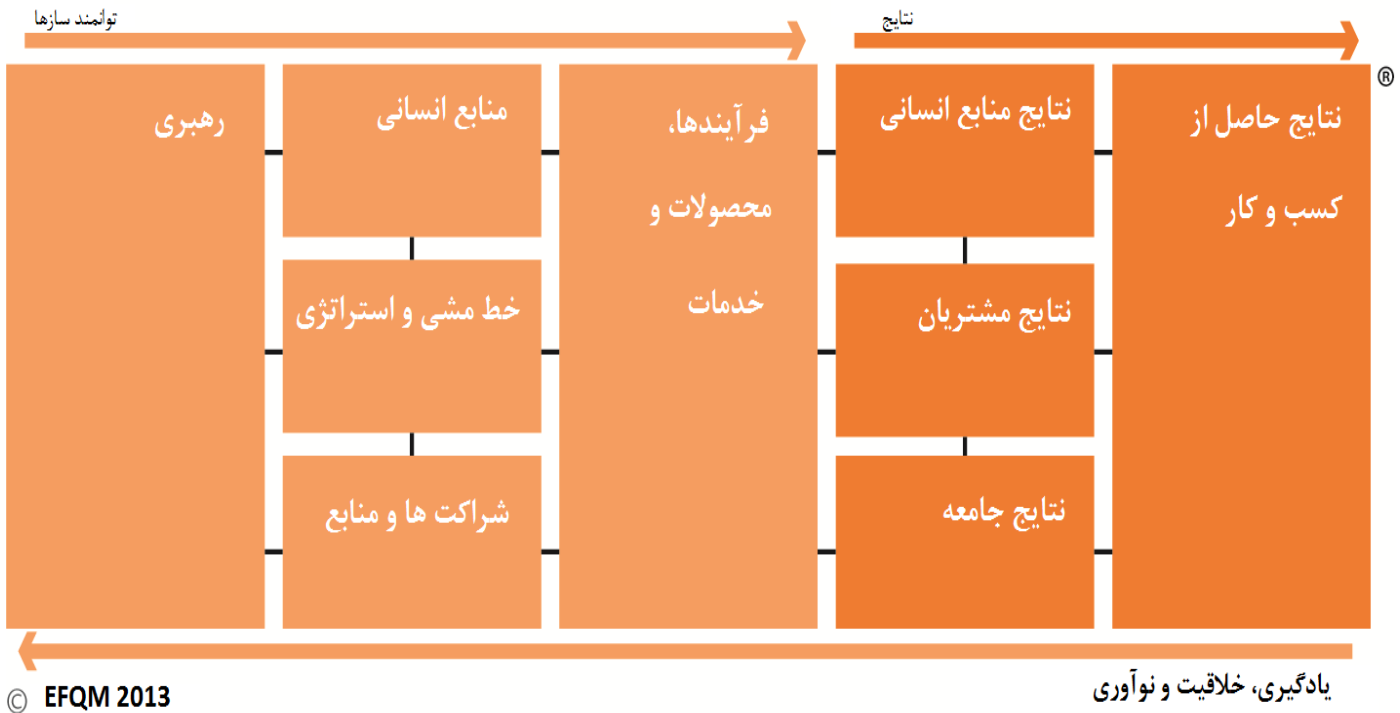 توانمند سازها
نتایج
®
رهبری
منابع انسانی
خط مشی و استراتژی
شراکت ها و منابع
فرآیندها،
محصولات و
خدمات
نتایج منابع انسانی
نتایج مشتریان
نتایج جامعه
نتایج حاصل از
کسب و کار
یادگیری، خلاقیت و نوآوری
© EFQM 2013